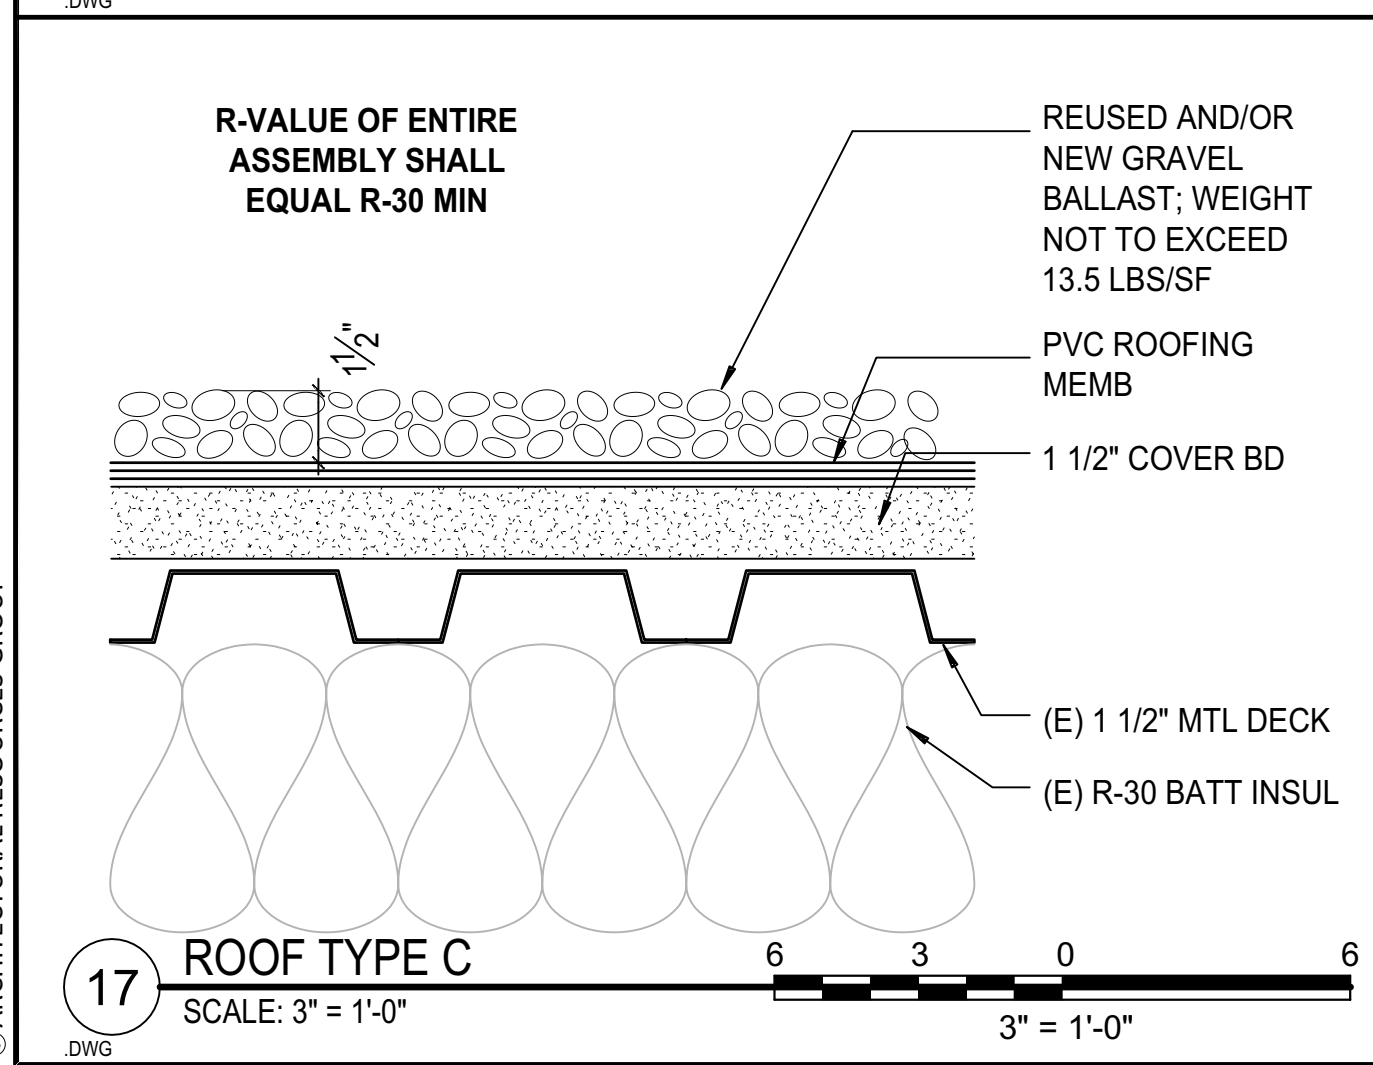 .DWG
R-VALUE OF ENTIRE
ASSEMBLY SHALL
EQUAL R-30 MIN
REUSED AND/OR
NEW GRAVEL
BALLAST; WEIGHT
NOT TO EXCEED
13.5 LBS/SF
1 1/2"
PVC ROOFING
MEMB
1 1/2" COVER BD
(E) 1 1/2" MTL DECK
(E) R-30 BATT INSUL
17
ROOF TYPE C
SCALE: 3" = 1'-0"
6 3 0 6
3" = 1'-0"
.DWG